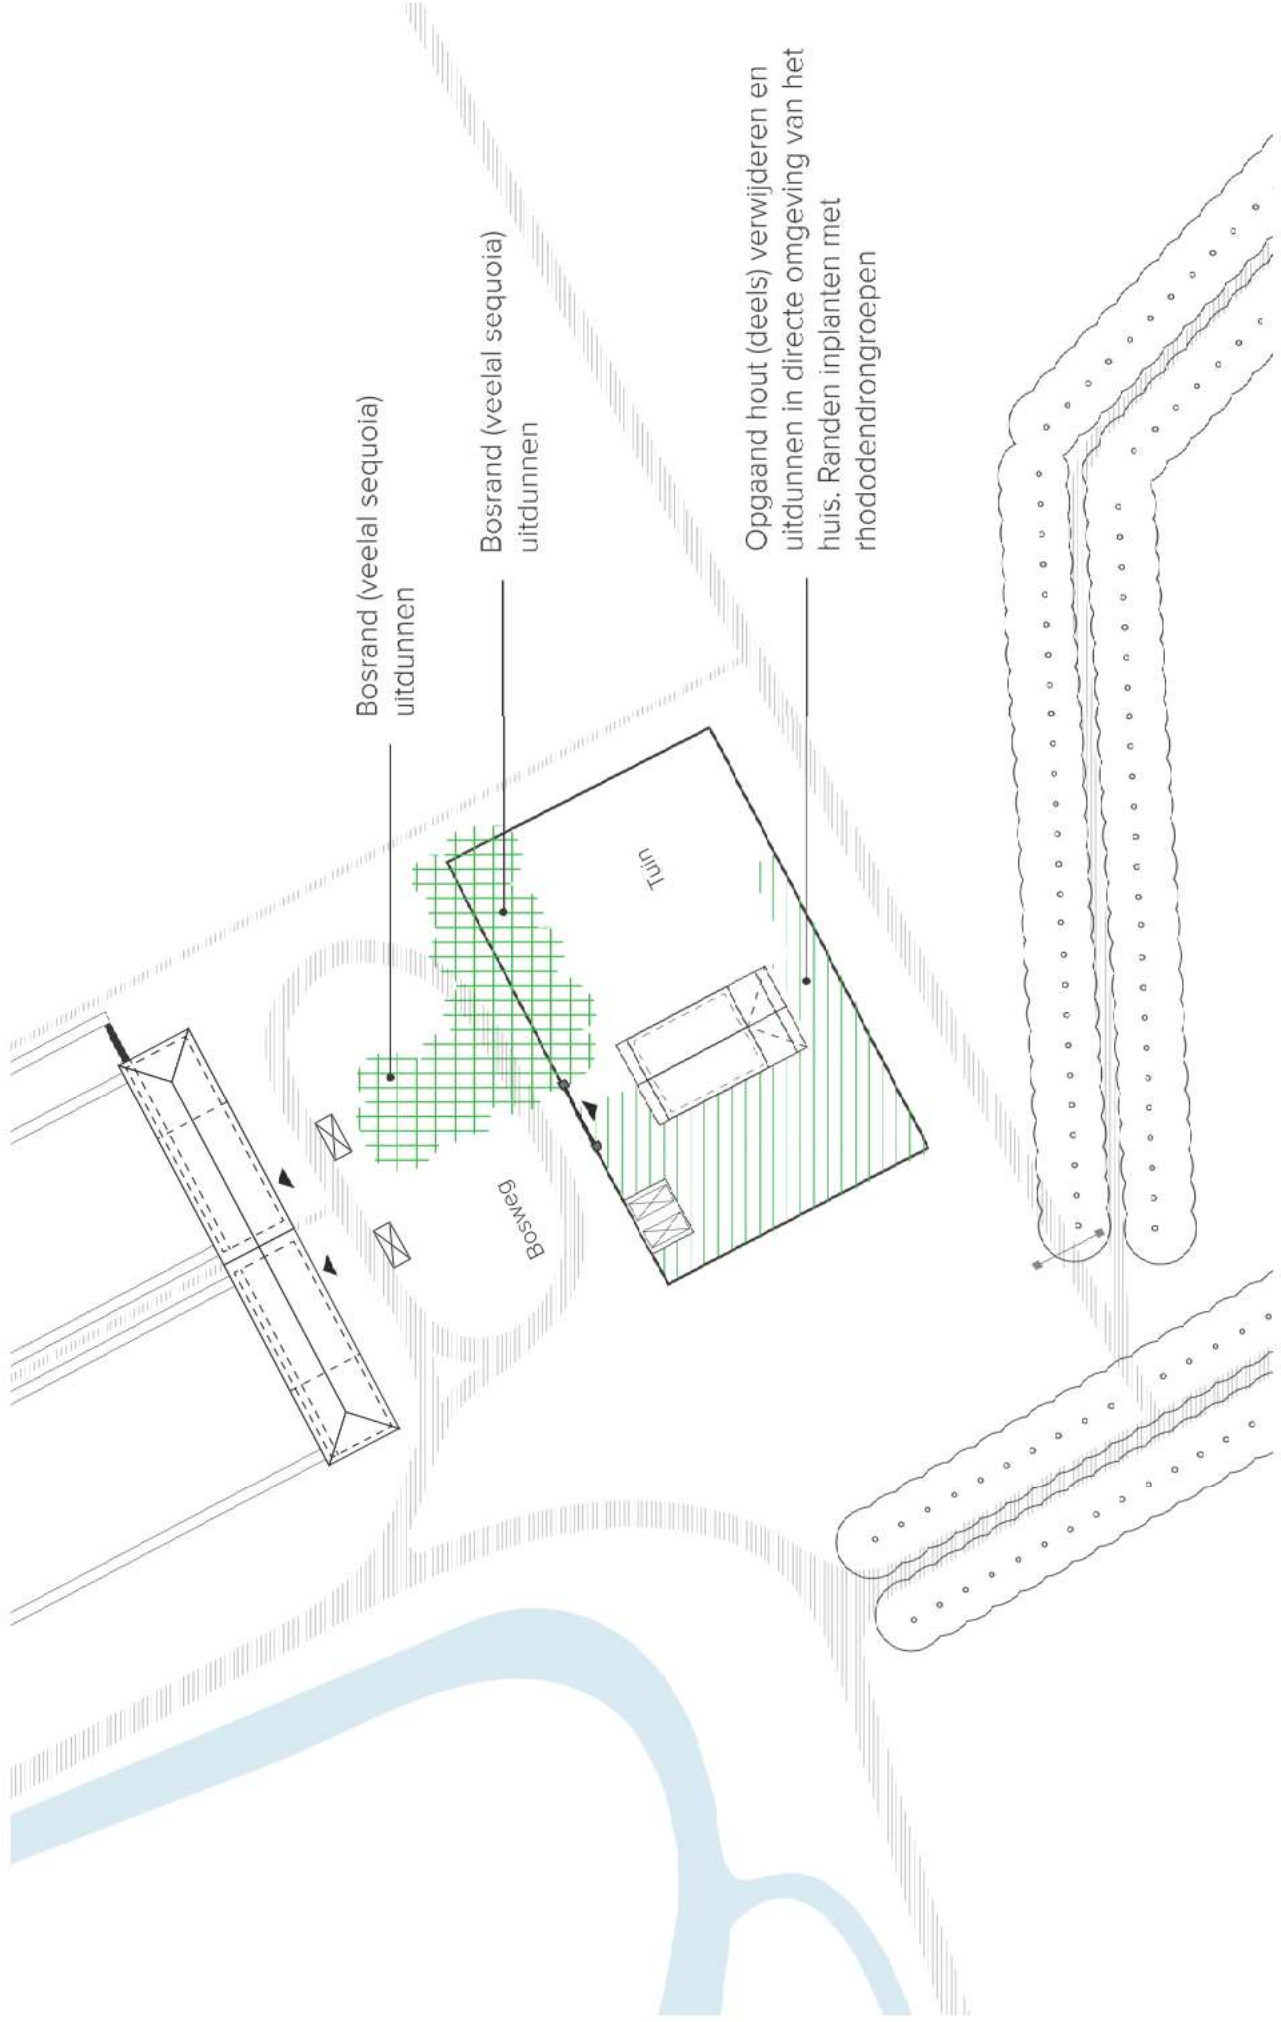 Bosrand (veelal sequoia)
uitdunnen
Bosrand (veelal sequoia)
uitdunnen
Opgaand hout (deels) verwijderen en
uitdunnen in directe omgeving van het
huis. Randen inplanten met
rhododendrongroepen
Bosweg
Tuin